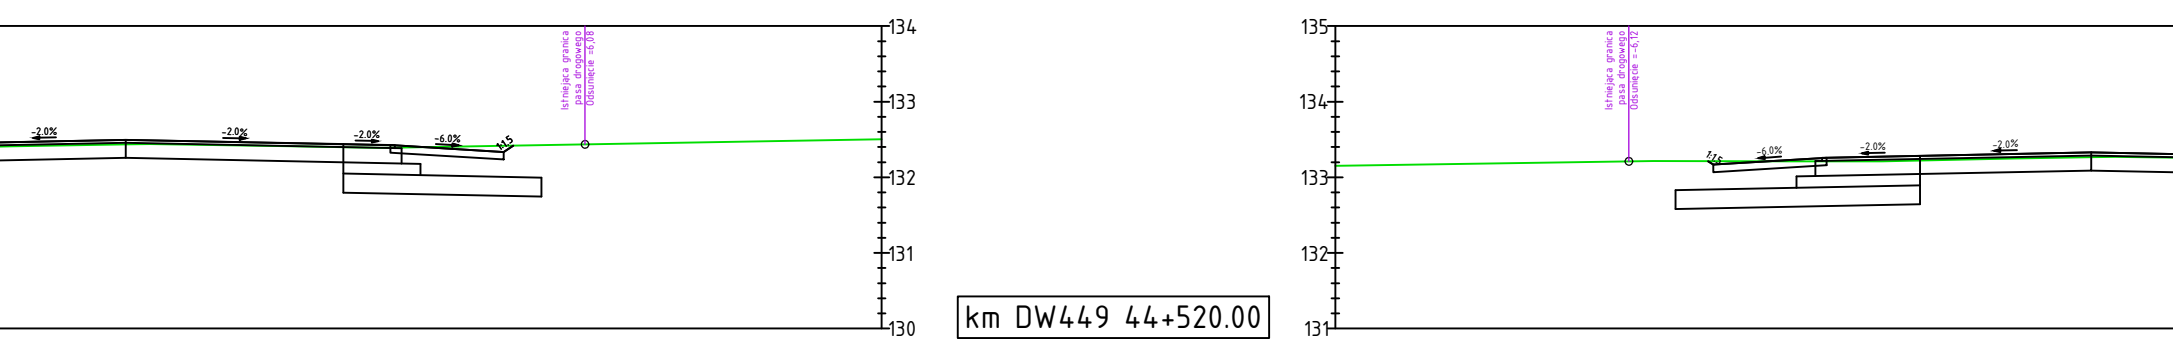 Istniejąca granica
pasa drogowego
Odsunięcie =6,08
134
133
132
131
130
-2.0%
-2.0%
-2.0%
-6.0%
1:1.5
km DW449 44+520.00
Istniejąca granica
pasa drogowego
Odsunięcie =-6,12
135
134
133
132
131
1:1.5
-6.0%
-2.0%
-2.0%